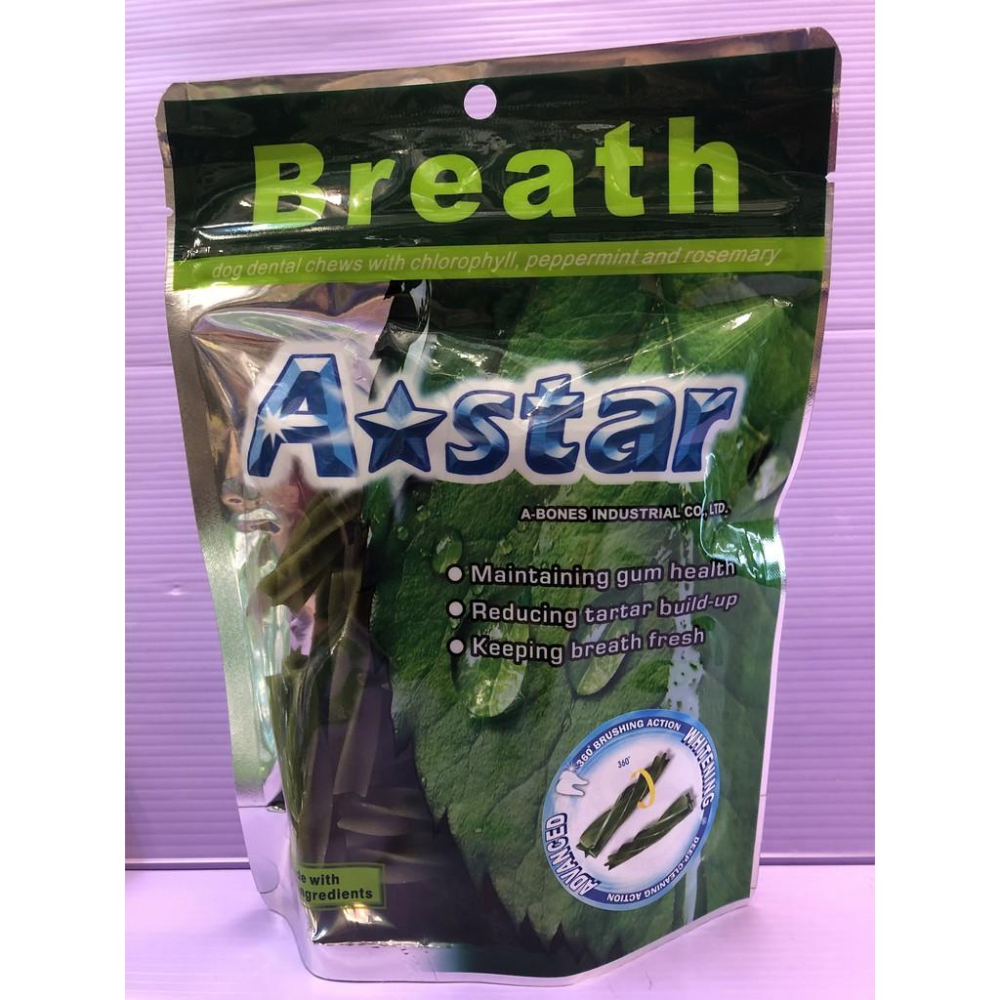 Breath
dog dental chews with chlorophyll, peppermint and rosemary
A★star
A-BONES INDUSTRIAL CO., LTD.
Maintaining gum health
Reducing tartar build-up
Keeping breath fresh
360° BRUSHING ACTION
WHITENING
360°
ADVANCED
DEEP-CLEANING ACTION
with